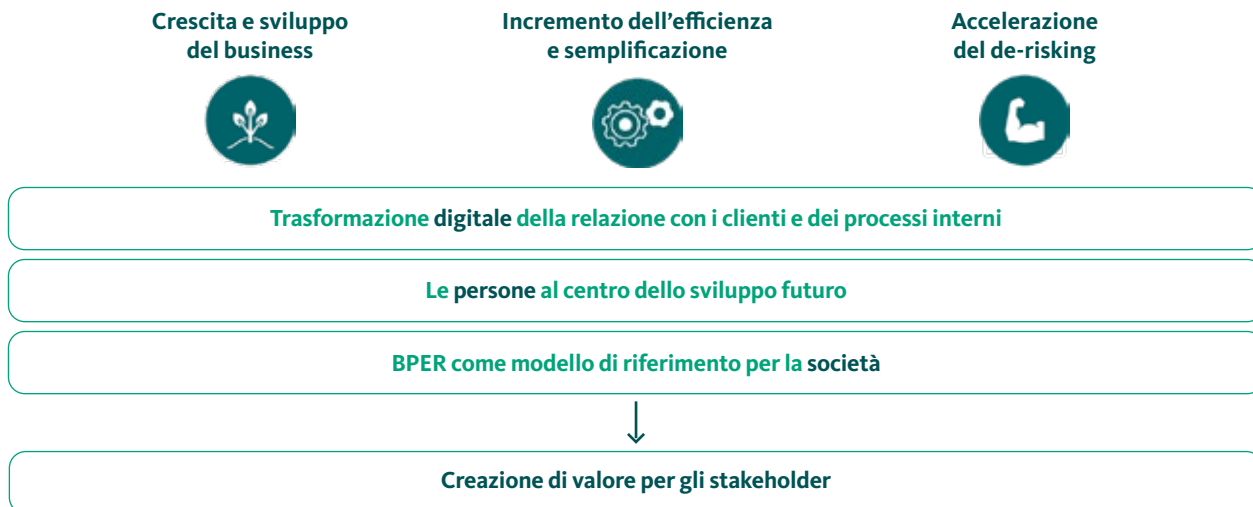 Crescita e sviluppo
del business
Incremento dell'efficienza
e semplificazione
Accelerazione
del de-risking
Trasformazione digitale della relazione con i clienti e dei processi interni
Le persone al centro dello sviluppo futuro
BPER come modello di riferimento per la società
Creazione di valore per gli stakeholder